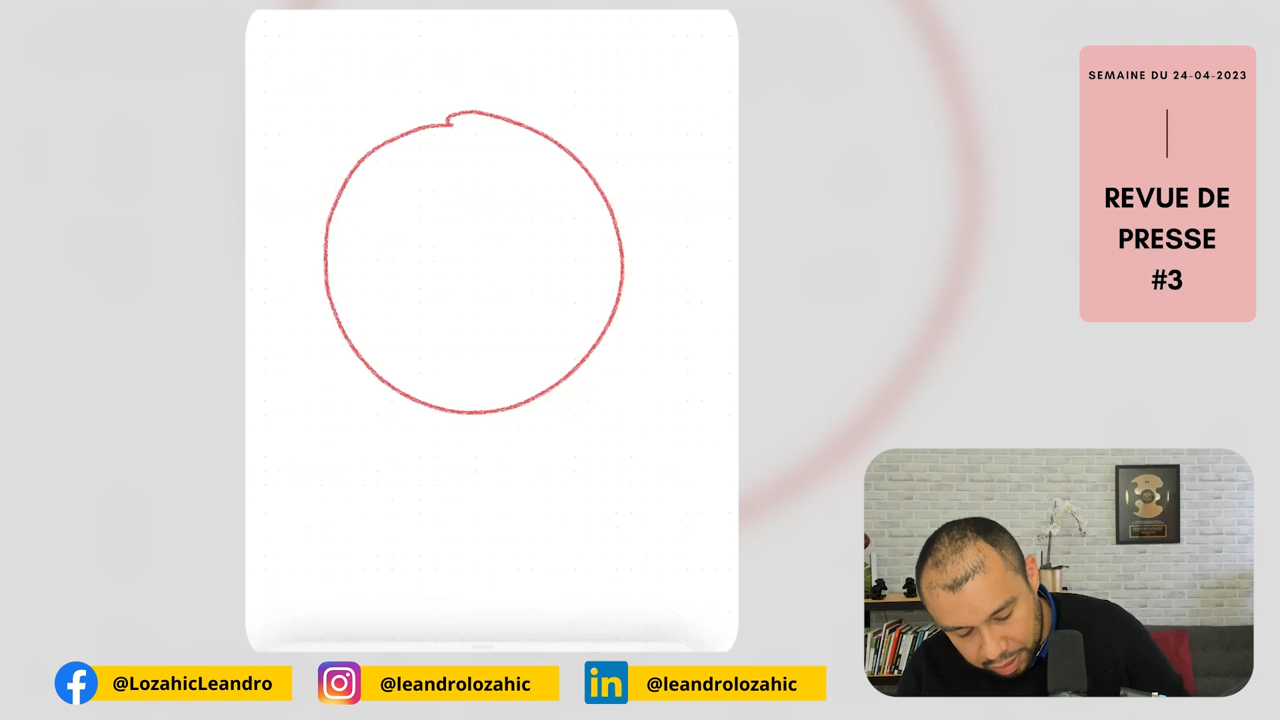 SEMAINE DU 24-04-2023
REVUE DE
PRESSE
#3
@LozahicLeandro
@leandrolozahic
@leandrolozahic